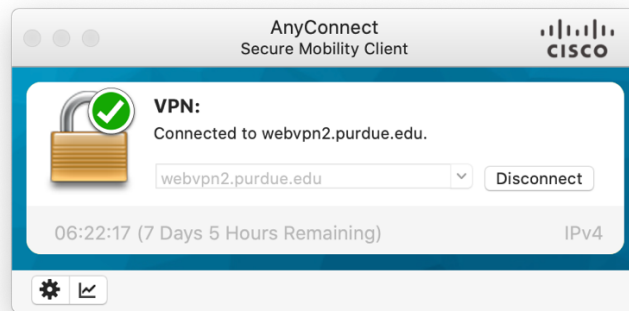 AnyConnect
Secure Mobility Client
CISCO
VPN:
Connected to webvpn2.purdue.edu.
webvpn2.purdue.edu
Disconnect
06:22:17 (7 Days 5 Hours Remaining)
IPv4